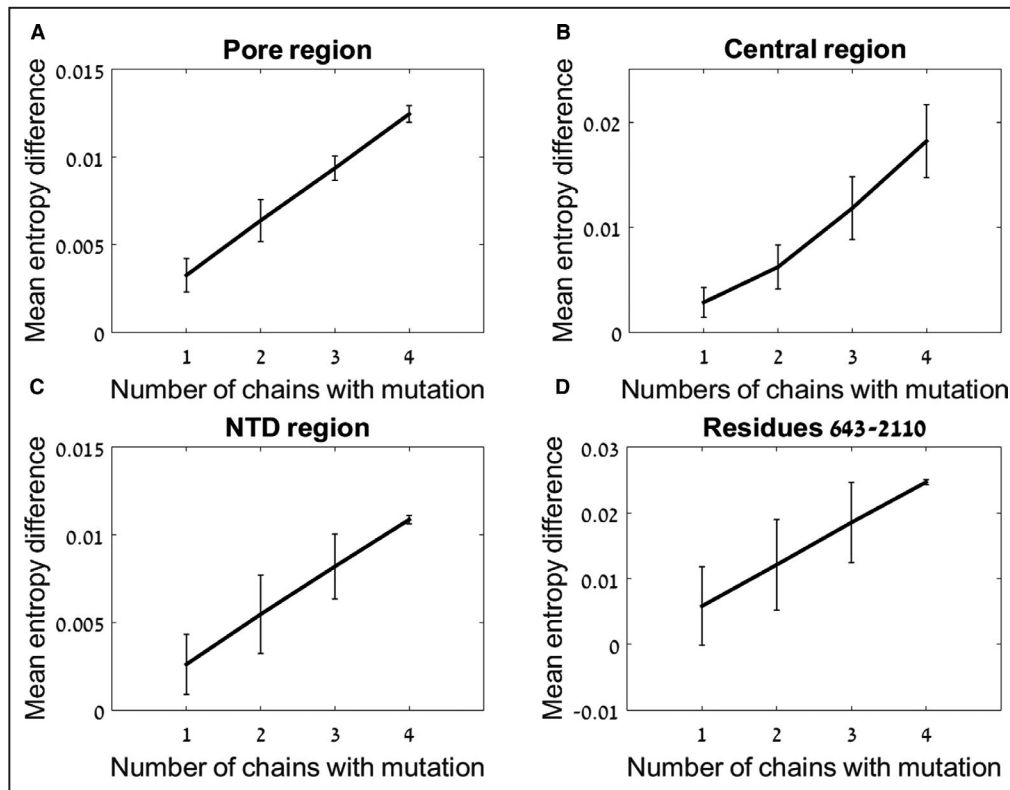 A
Pore region
Mean entropy difference
0.015
0.01
0.005
0
1 2 3 4
Number of chains with mutation
B
Central region
Mean entropy difference
0.02
0.01
0
1 2 3 4
Numbers of chains with mutation
C
NTD region
Mean entropy difference
0.015
0.01
0.005
0
1 2 3 4
Number of chains with mutation
D
Residues 643-2110
Mean entropy difference
0.03
0.02
0.01
0
-0.01
1 2 3 4
Number of chains with mutation